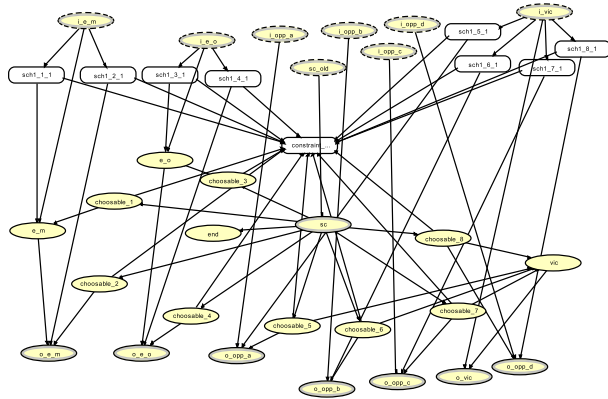 i_e_m
i_e_o
i_opp_a
i_opp_b
i_opp_c
i_opp_d
i_vic
sch1_1_1
sch1_2_1
sch1_3_1
sch1_4_1
sc_old
sch1_5_1
sch1_6_1
sch1_7_1
sch1_8_1
constraint_...
e_o
choosable_3
choosable_1
e_m
end
sc
choosable_8
vic
choosable_2
choosable_4
choosable_5
choosable_6
choosable_7
o_e_m
o_e_o
o_opp_a
o_opp_b
o_opp_c
o_vic
o_opp_d